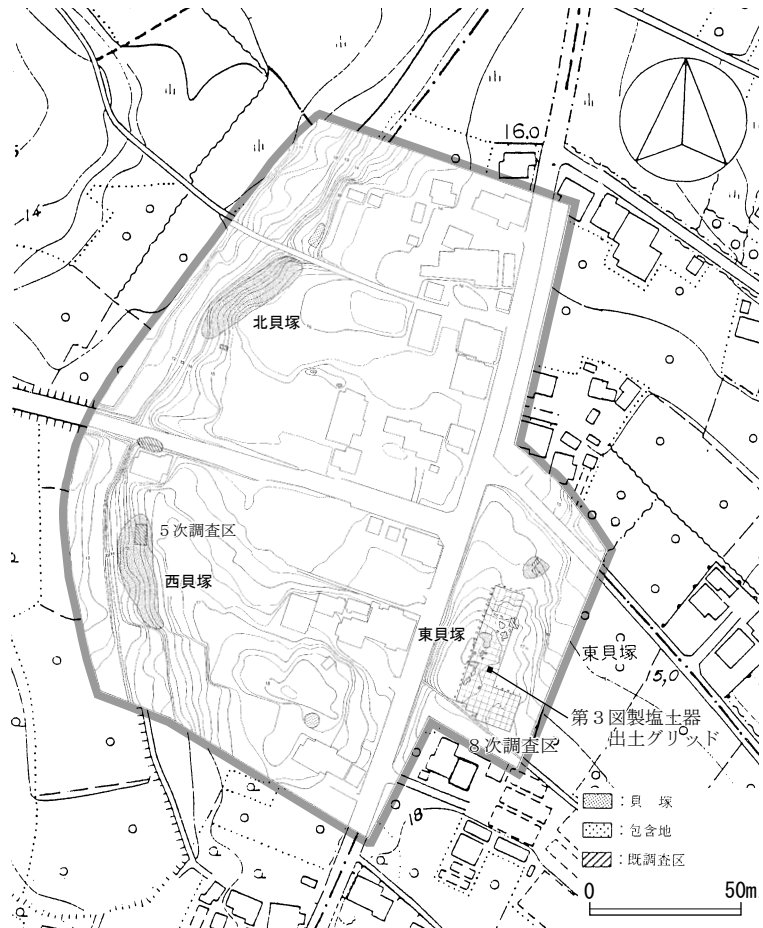 16.0
14
北貝塚
5次調査区
西貝塚
東貝塚
東貝塚
15.0
第3図製塩土器
出土グリッド
8次調査区
18
：貝　塚
：包含地
：既調査区
0 50m